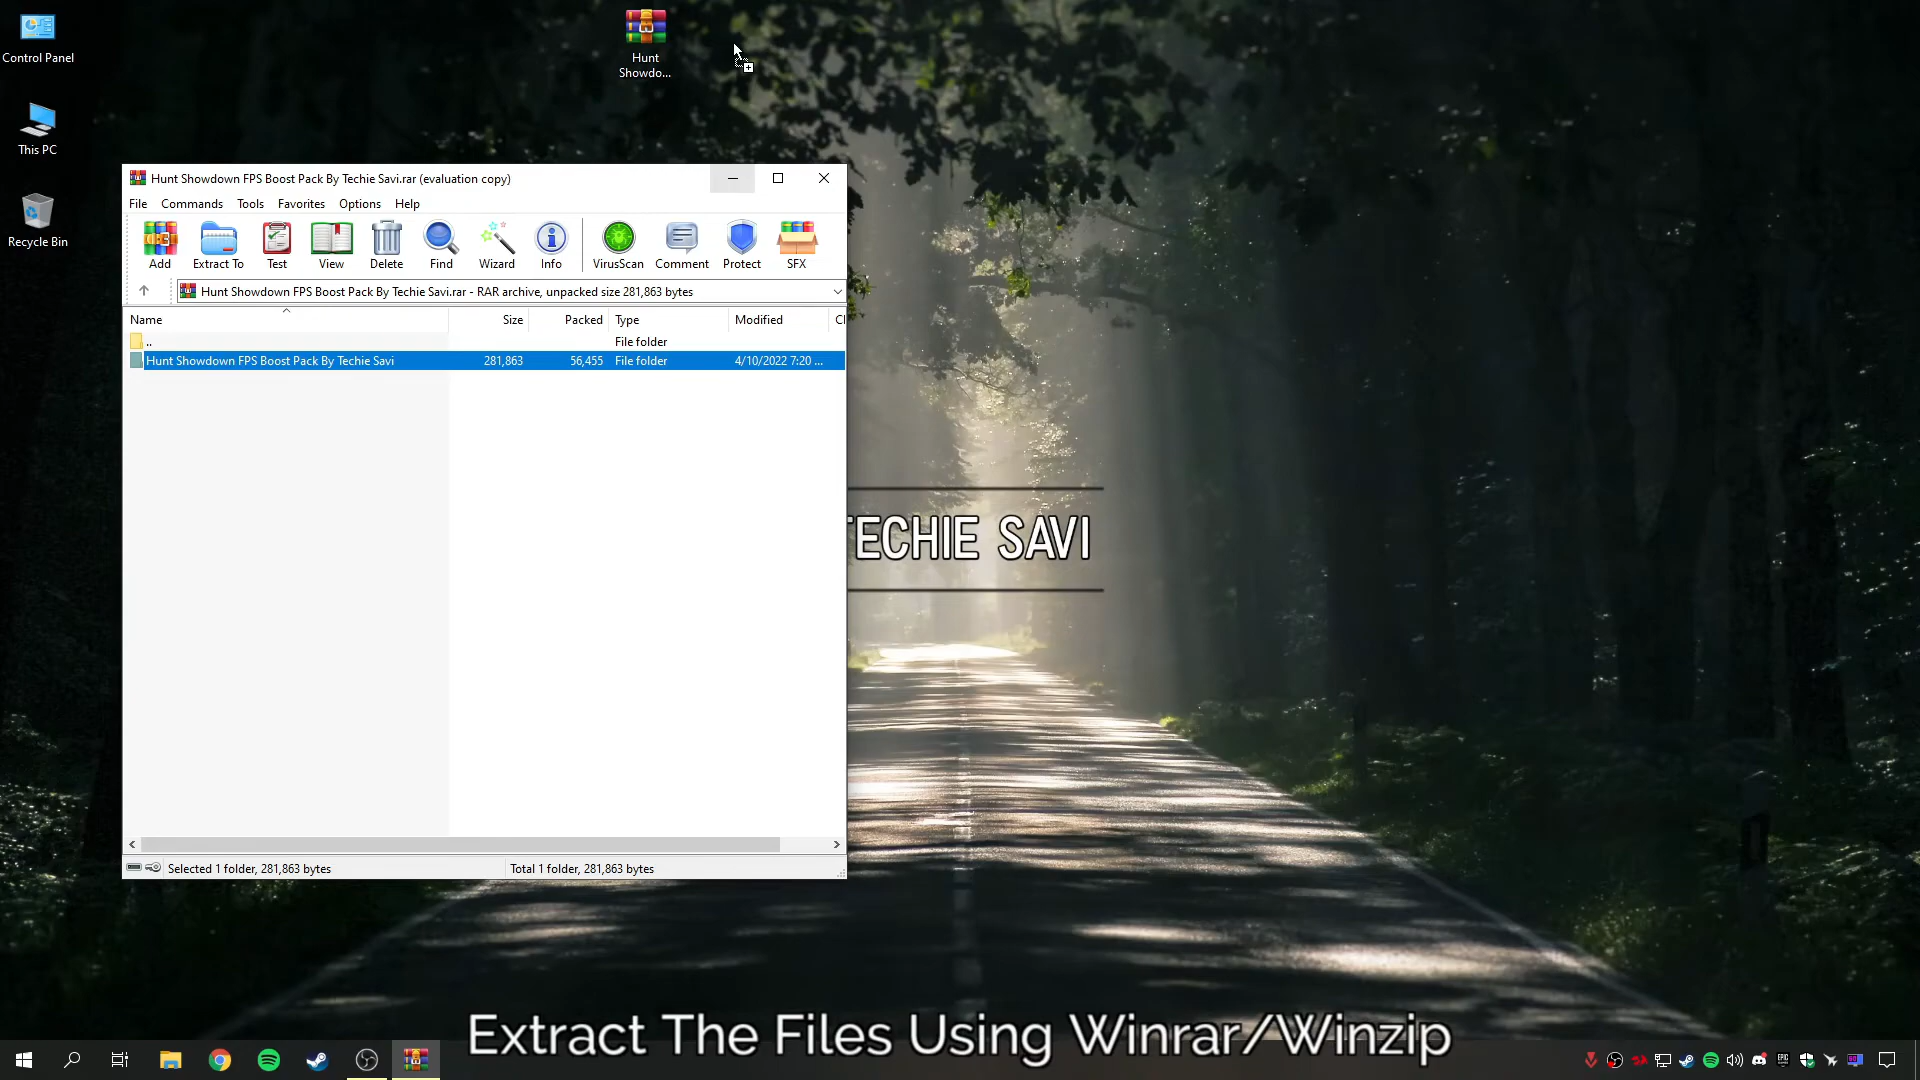 Control Panel
This PC
Recycle Bin
Hunt
Showdo...
Hunt Showdown FPS Boost Pack By Techie Savi.rar (evaluation copy)
File Commands Tools Favorites Options Help
Add Extract To Test View Delete Find Wizard Info VirusScan Comment Protect SFX
Hunt Showdown FPS Boost Pack By Techie Savi.rar - RAR archive, unpacked size 281,863 bytes
Name Size Packed Type Modified
.. File folder
Hunt Showdown FPS Boost Pack By Techie Savi 281,863 56,455 File folder 4/10/2022 7:20 ...
TECHIE SAVI
Selected 1 folder, 281,863 bytes Total 1 folder, 281,863 bytes
Extract The Files Using Winrar/Winzip